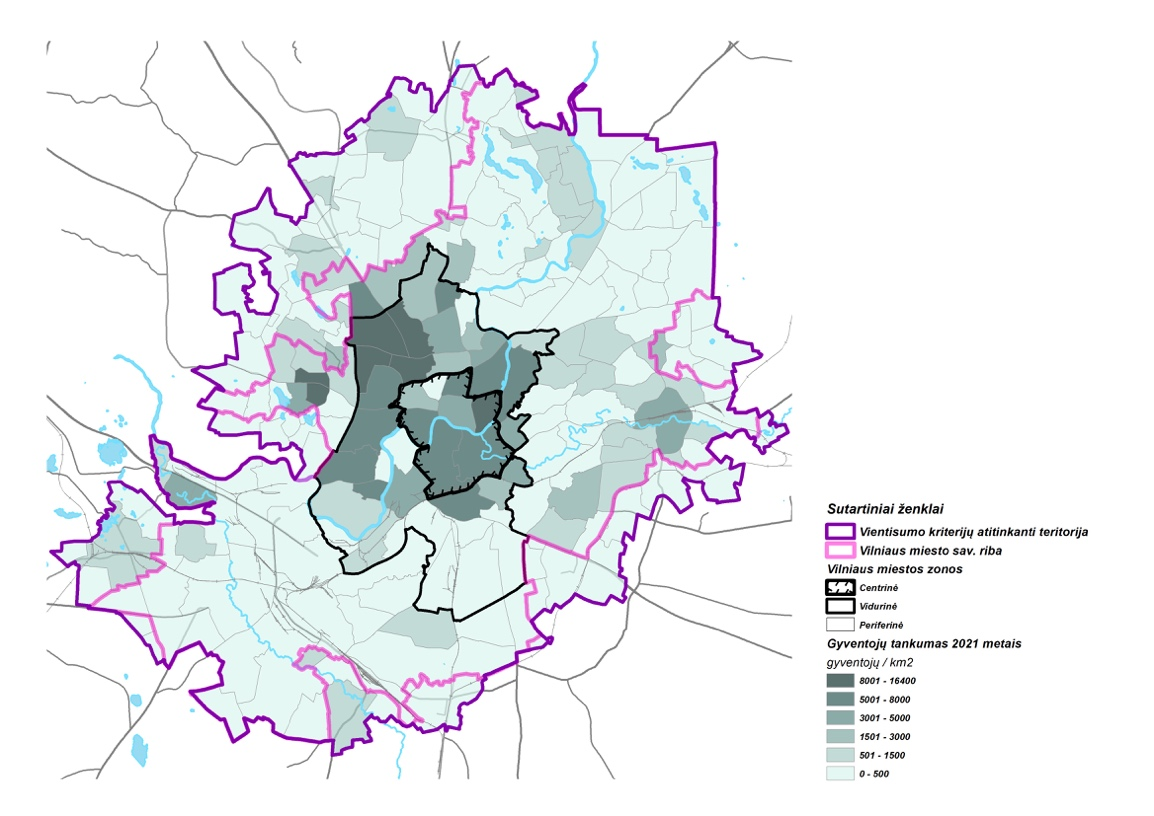 Sutartiniai ženklai
Vientisumo kriterijų atitinkanti teritorija
Vilniaus miesto sav. riba
Vilniaus miestos zonos
Centrinė
Vidurinė
Periferinė
Gyventojų tankumas 2021 metais
gyventojų / km2
8001 - 16400
5001 - 8000
3001 - 5000
1501 - 3000
501 - 1500
0 - 500